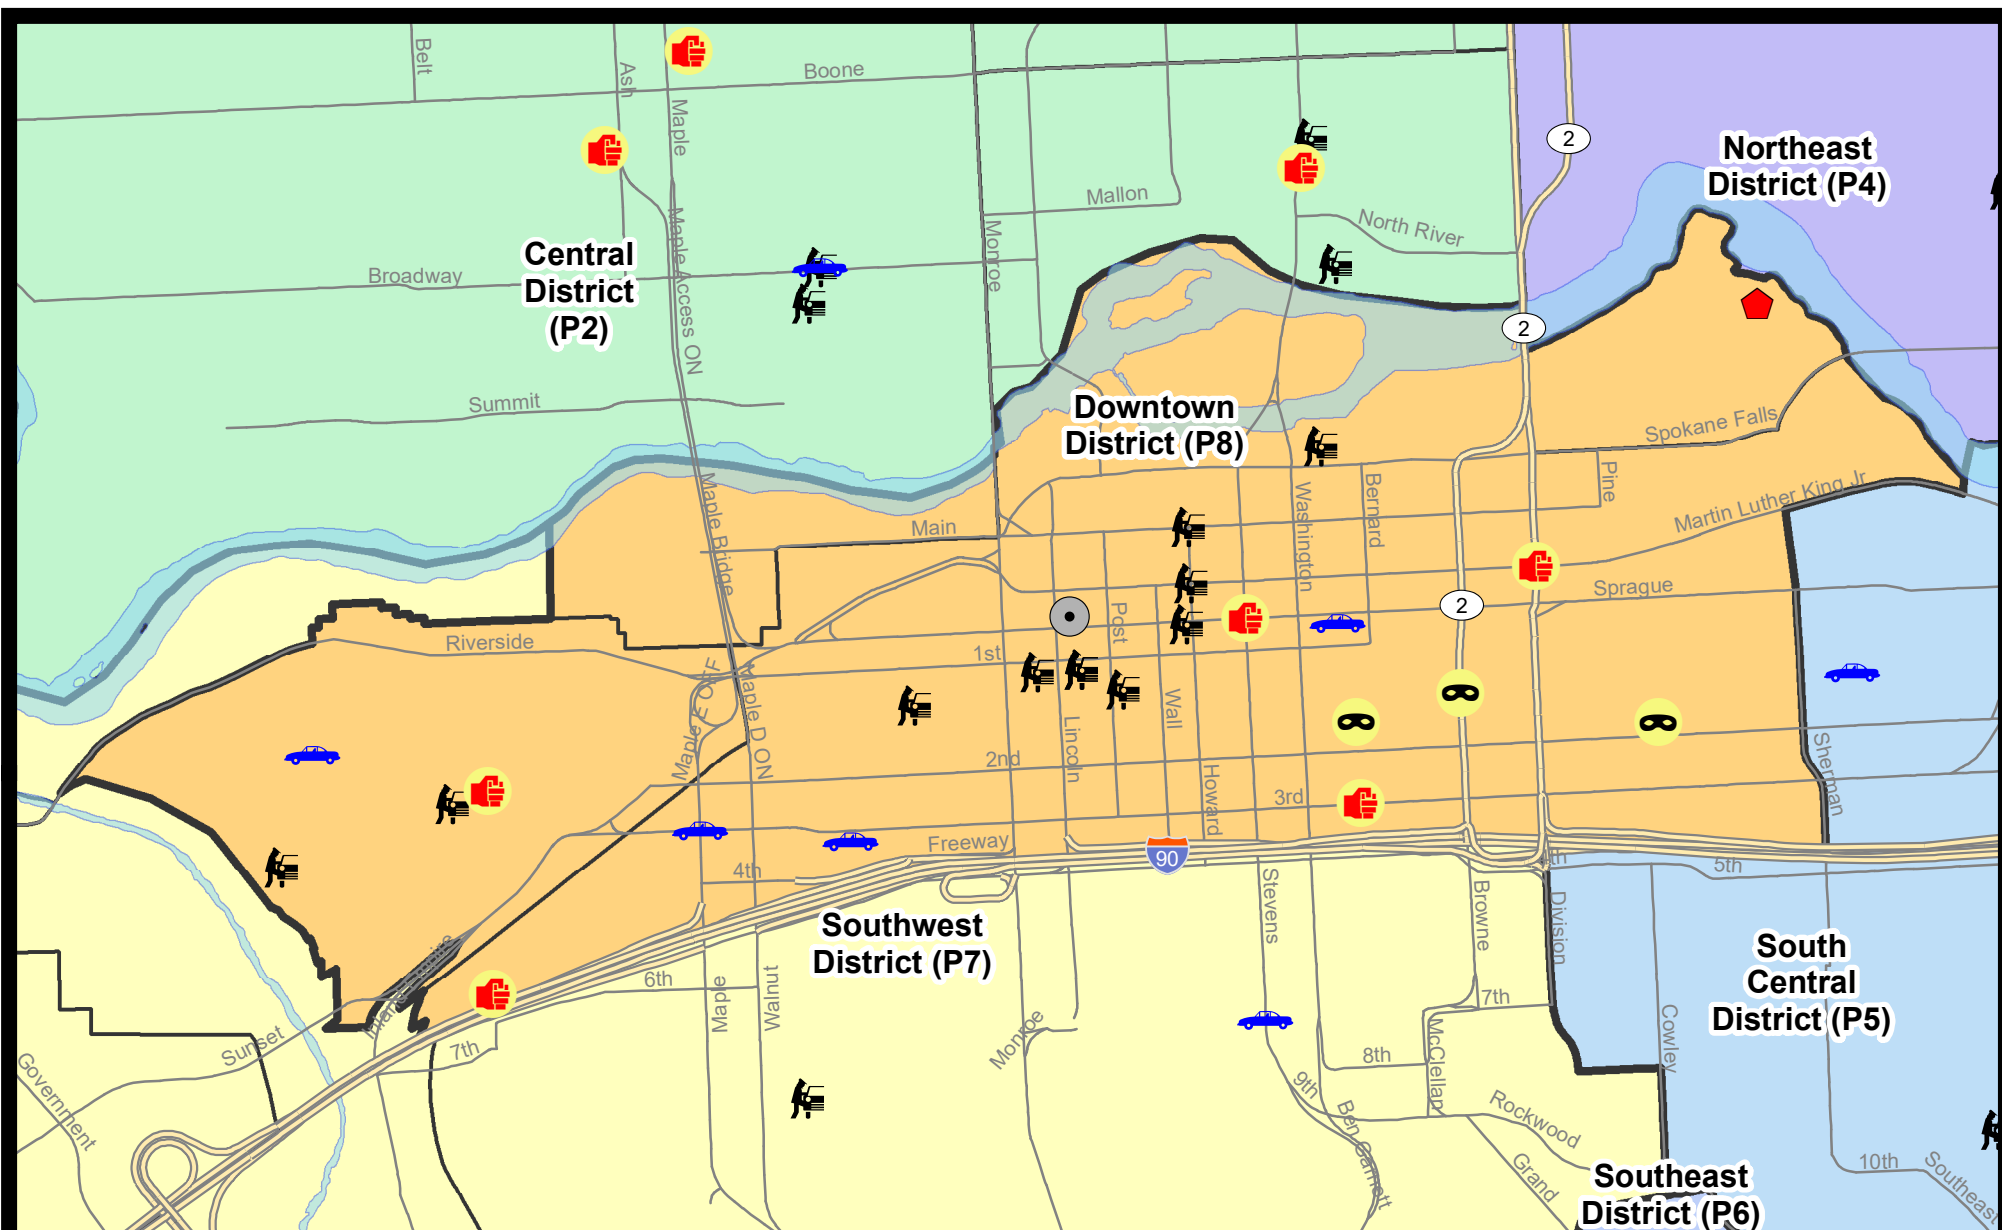 Belt
Ash
Maple
Boone
2
Northeast
District (P4)
Mallon
North River
Monroe
Maple Access ON
Central
District
(P2)
Broadway
2
Summit
Downtown
District (P8)
Spokane Falls
Pine
Martin Luther King Jr
Bernard
Washington
Maple Bridge
Main
Sprague
2
Post
Riverside
1st
Maple E OFF
Maple D ON
Wall
Lincoln
2nd
Howard
3rd
Sherman
Freeway
90
4th
5th
Stevens
Browne
Division
Southwest
District (P7)
South
Central
District (P5)
6th
Maple
Walnut
7th
Monroe
Sunset
7th
McClellan
Cowley
8th
9th
Government
Ben Garnett
Rockwood
Grand
10th
Southeast
Southeast
District (P6)